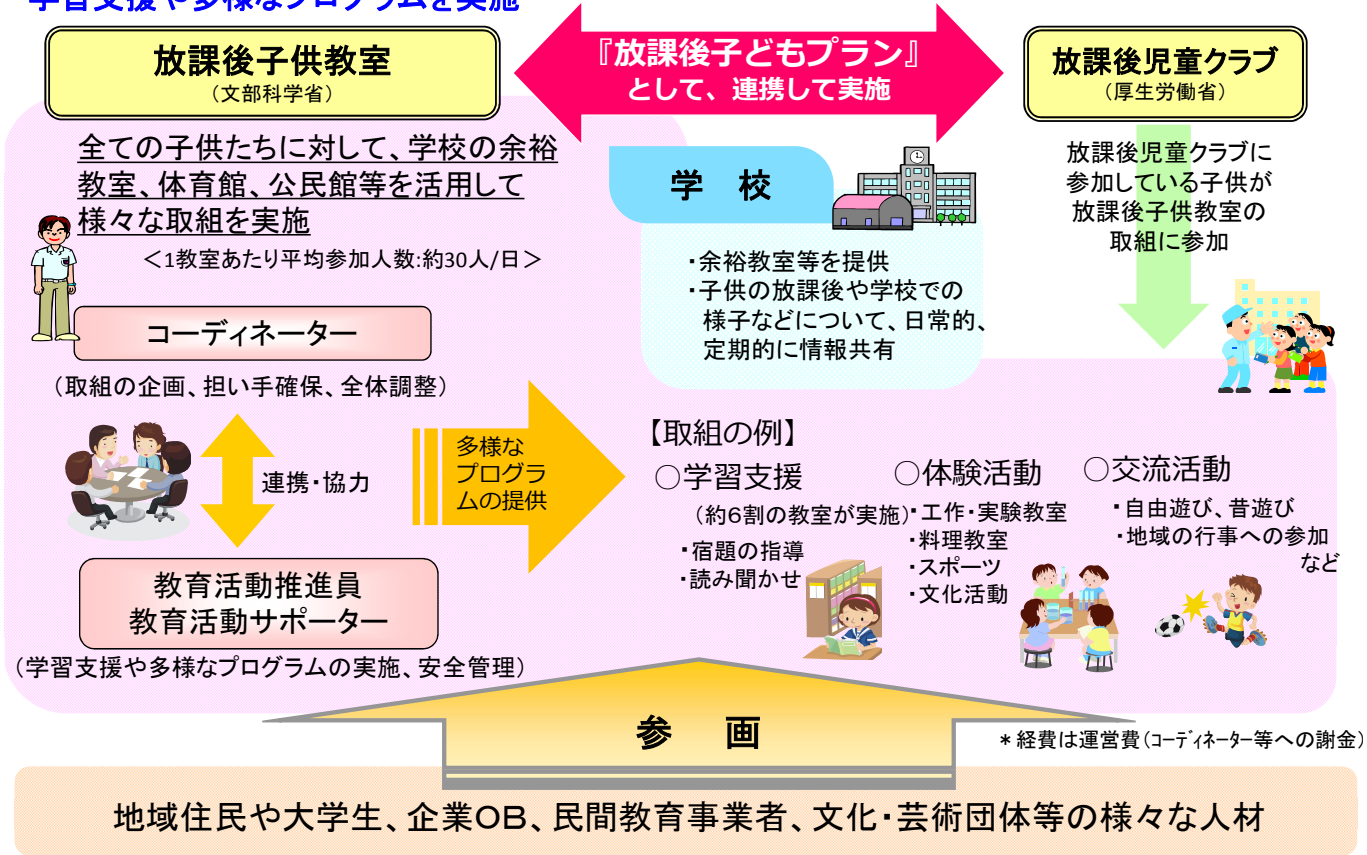 学習支援や多様なプログラムを実施
放課後子供教室
（文部科学省）
『放課後子どもプラン』
として、連携して実施
放課後児童クラブ
（厚生労働省）
全ての子供たちに対して、学校の余裕
教室、体育館、公民館等を活用して
様々な取組を実施
＜1教室あたり平均参加人数:約30人/日＞
コーディネーター
（取組の企画、担い手確保、全体調整）
連携・協力
教育活動推進員
教育活動サポーター
（学習支援や多様なプログラムの実施、安全管理）
多様な
プログラ
ムの提供
学　校
・余裕教室等を提供
・子供の放課後や学校での
様子などについて、日常的、
定期的に情報共有
放課後児童クラブに
参加している子供が
放課後子供教室の
取組に参加
【取組の例】
○学習支援
（約６割の教室が実施）
・宿題の指導
・読み聞かせ
○体験活動
・工作・実験教室
・料理教室
・スポーツ
・文化活動
○交流活動
・自由遊び、昔遊び
・地域の行事への参加
など
参　画
＊経費は運営費（ｺｰﾃﾞｨﾈｰﾀｰ等への謝金）
地域住民や大学生、企業ＯＢ、民間教育事業者、文化・芸術団体等の様々な人材